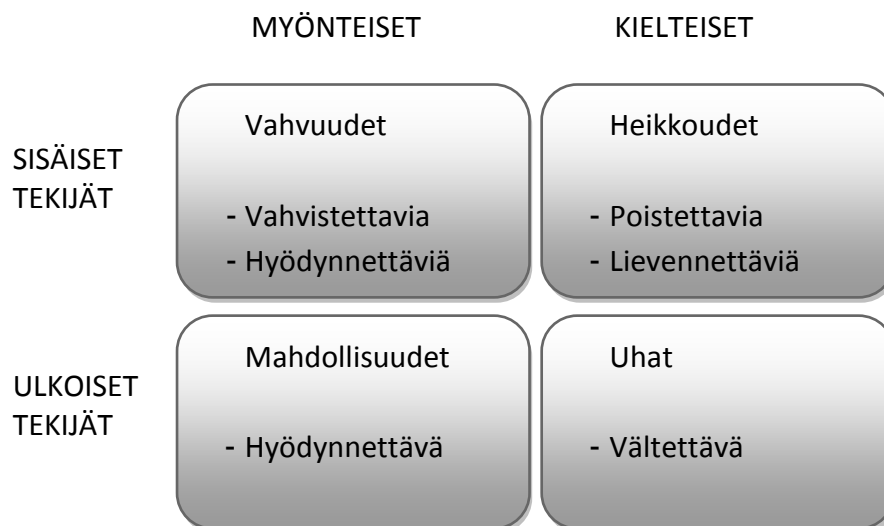 MYÖNTEISET
KIELTEISET
SISÄISET
TEKIJÄT
Vahvuudet
- Vahvistettavia
- Hyödynnettäviä
Heikkoudet
- Poistettavia
- Lievennettäviä
ULKOISET
TEKIJÄT
Mahdollisuudet
- Hyödynnettävä
Uhat
- Vältettävä